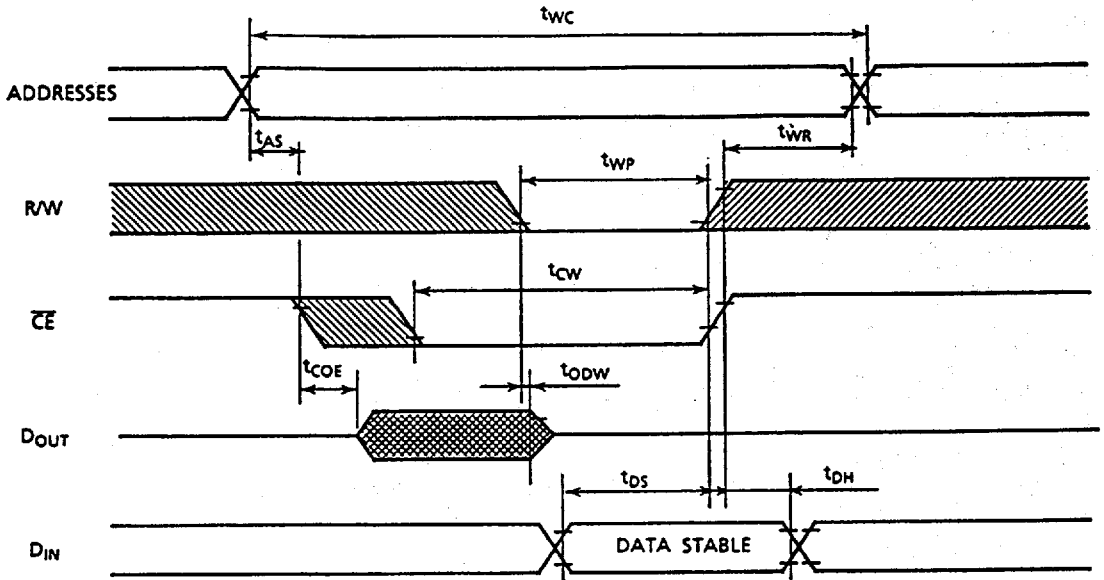 tWC
ADDRESSES
tAS
tWR
tWP
R/W
tCW
CE
tCOE
tODW
DOUT
tDS
tDH
DIN
DATA STABLE